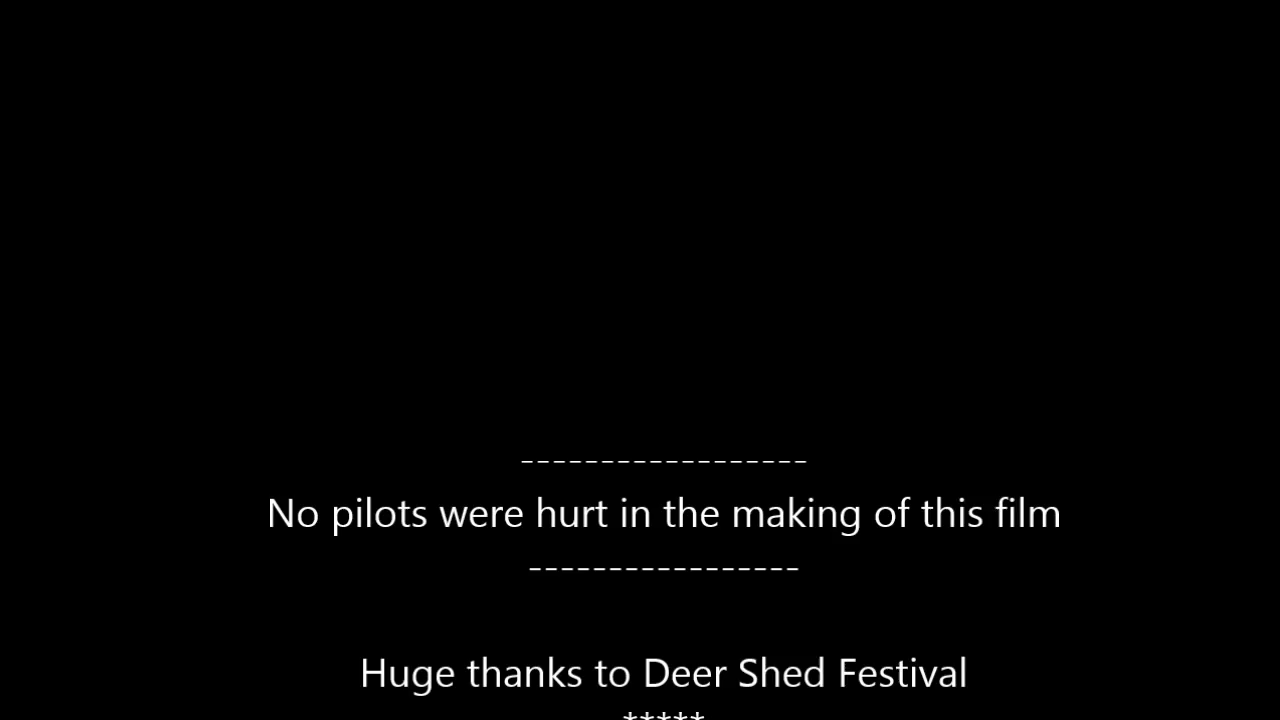 ------------------
No pilots were hurt in the making of this film
-----------------
Huge thanks to Deer Shed Festival
*****